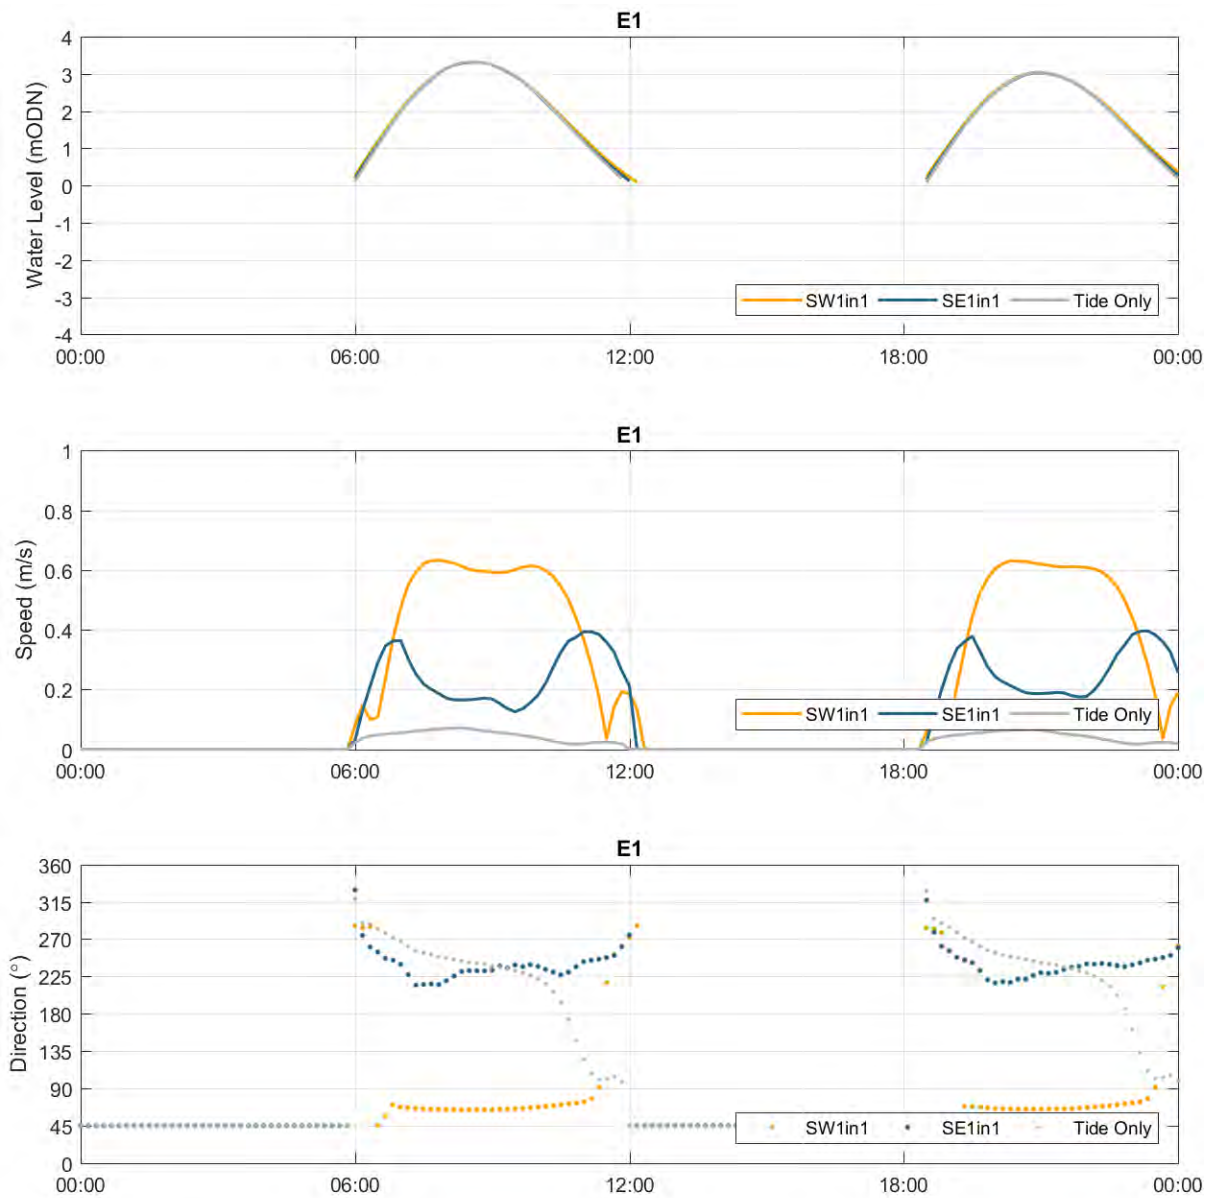 E1
Water Level (mODN)
4
3
2
1
0
-1
-2
-3
-4
SW1in1 SE1in1 Tide Only
00:00 06:00 12:00 18:00 00:00
E1
Speed (m/s)
1
0.8
0.6
0.4
0.2
0
SW1in1 SE1in1 Tide Only
00:00 06:00 12:00 18:00 00:00
E1
Direction (°)
360
315
270
225
180
135
90
45
0
SW1in1 SE1in1 Tide Only
00:00 06:00 12:00 18:00 00:00